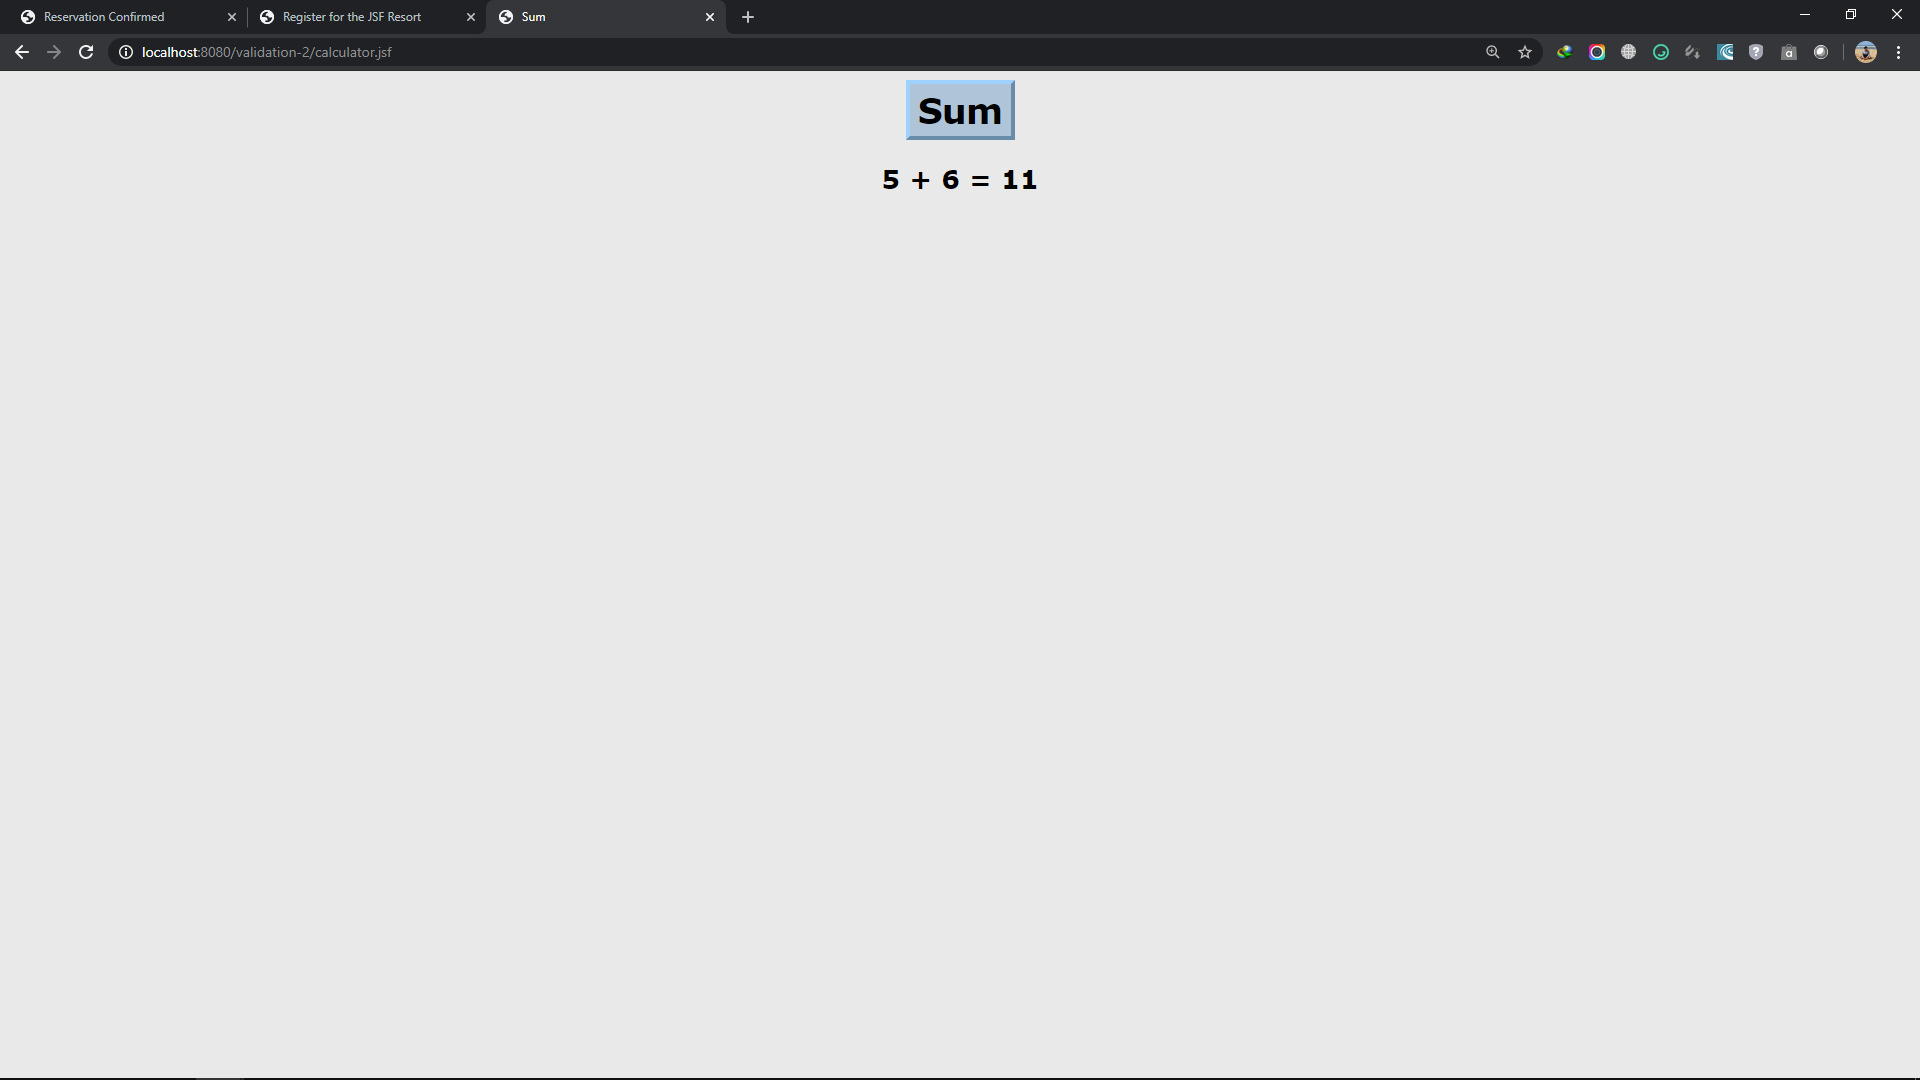 Reservation Confirmed
Register for the JSF Resort
Sum
localhost:8080/validation-2/calculator.jsf
Sum
5 + 6 = 11